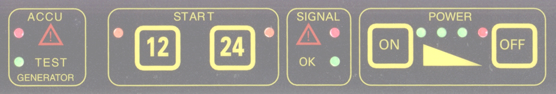 ACCU
TEST
GENERATOR
START
12
24
SIGNAL
OK
POWER
ON
OFF